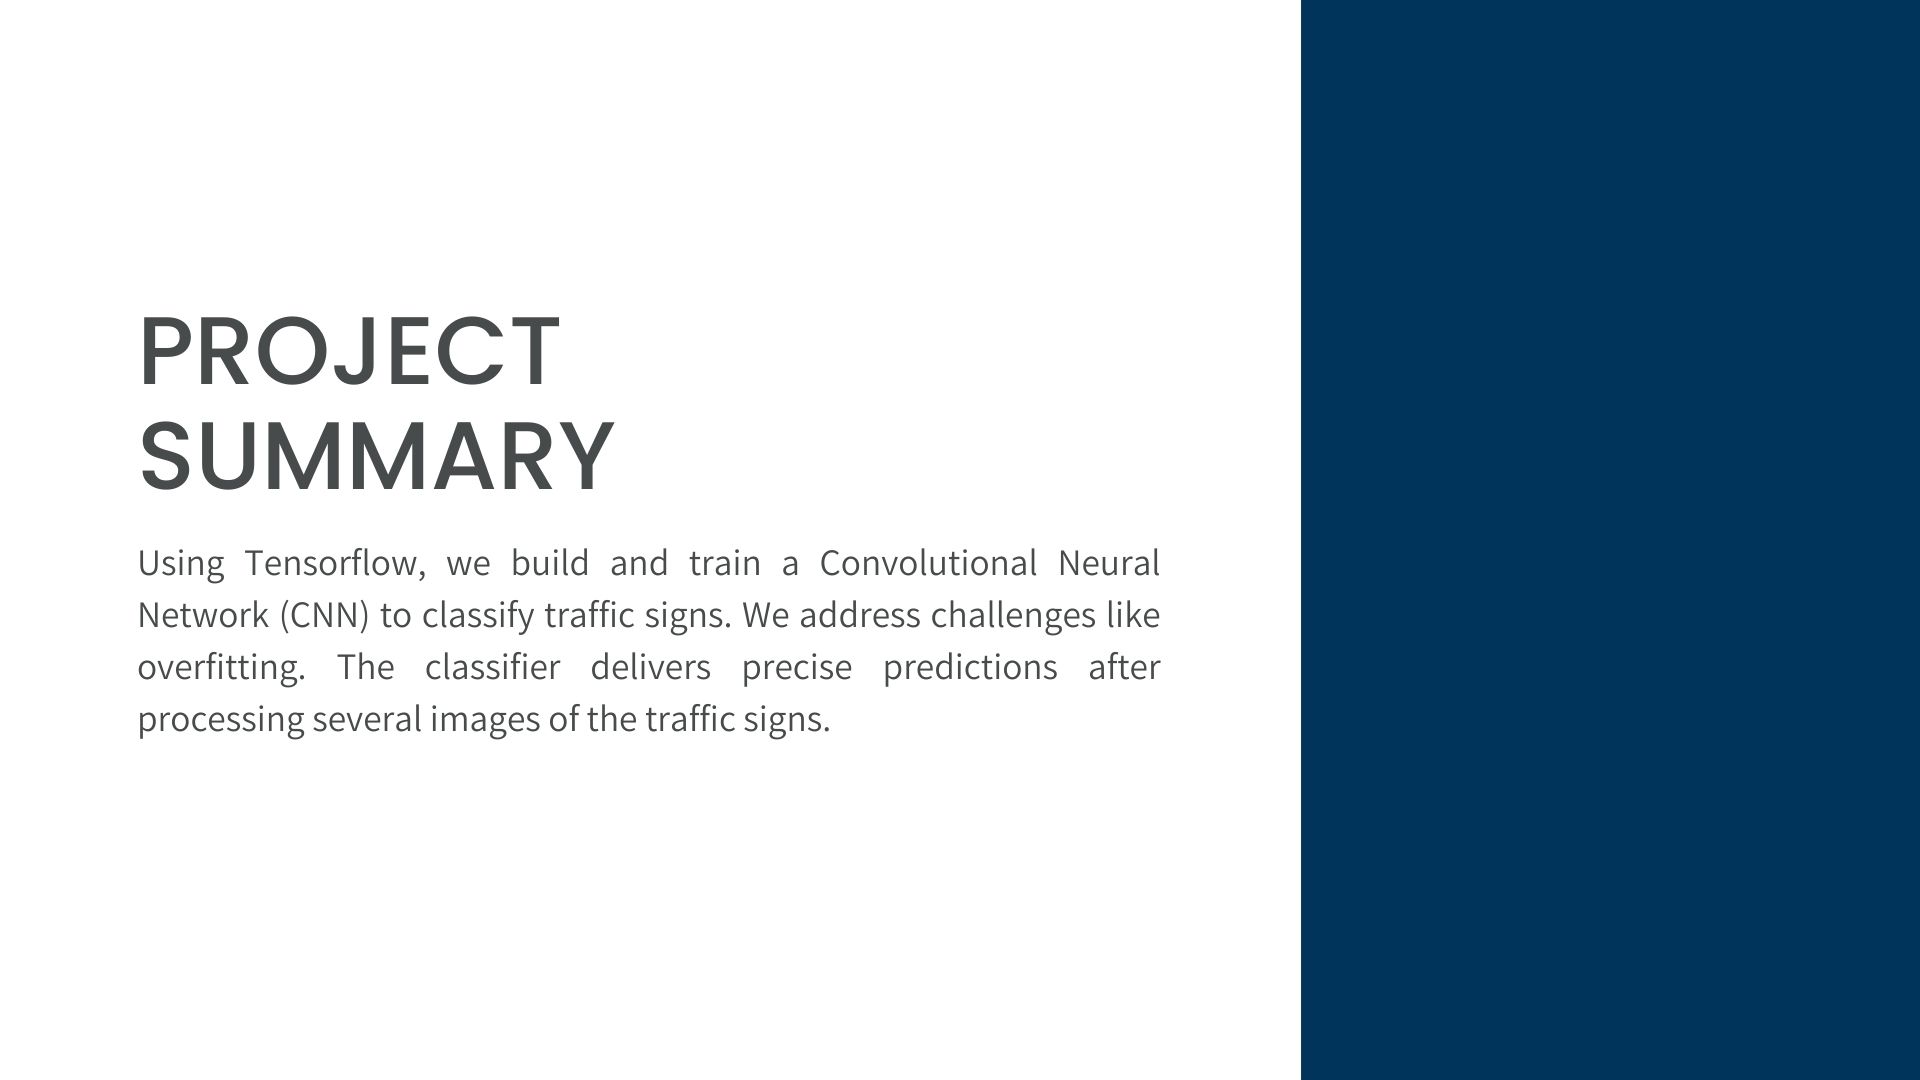 PROJECT
SUMMARY
Using Tensorflow, we build and train a Convolutional Neural
Network (CNN) to classify traffic signs. We address challenges like
overfitting. The classifier delivers precise predictions after
processing several images of the traffic signs.